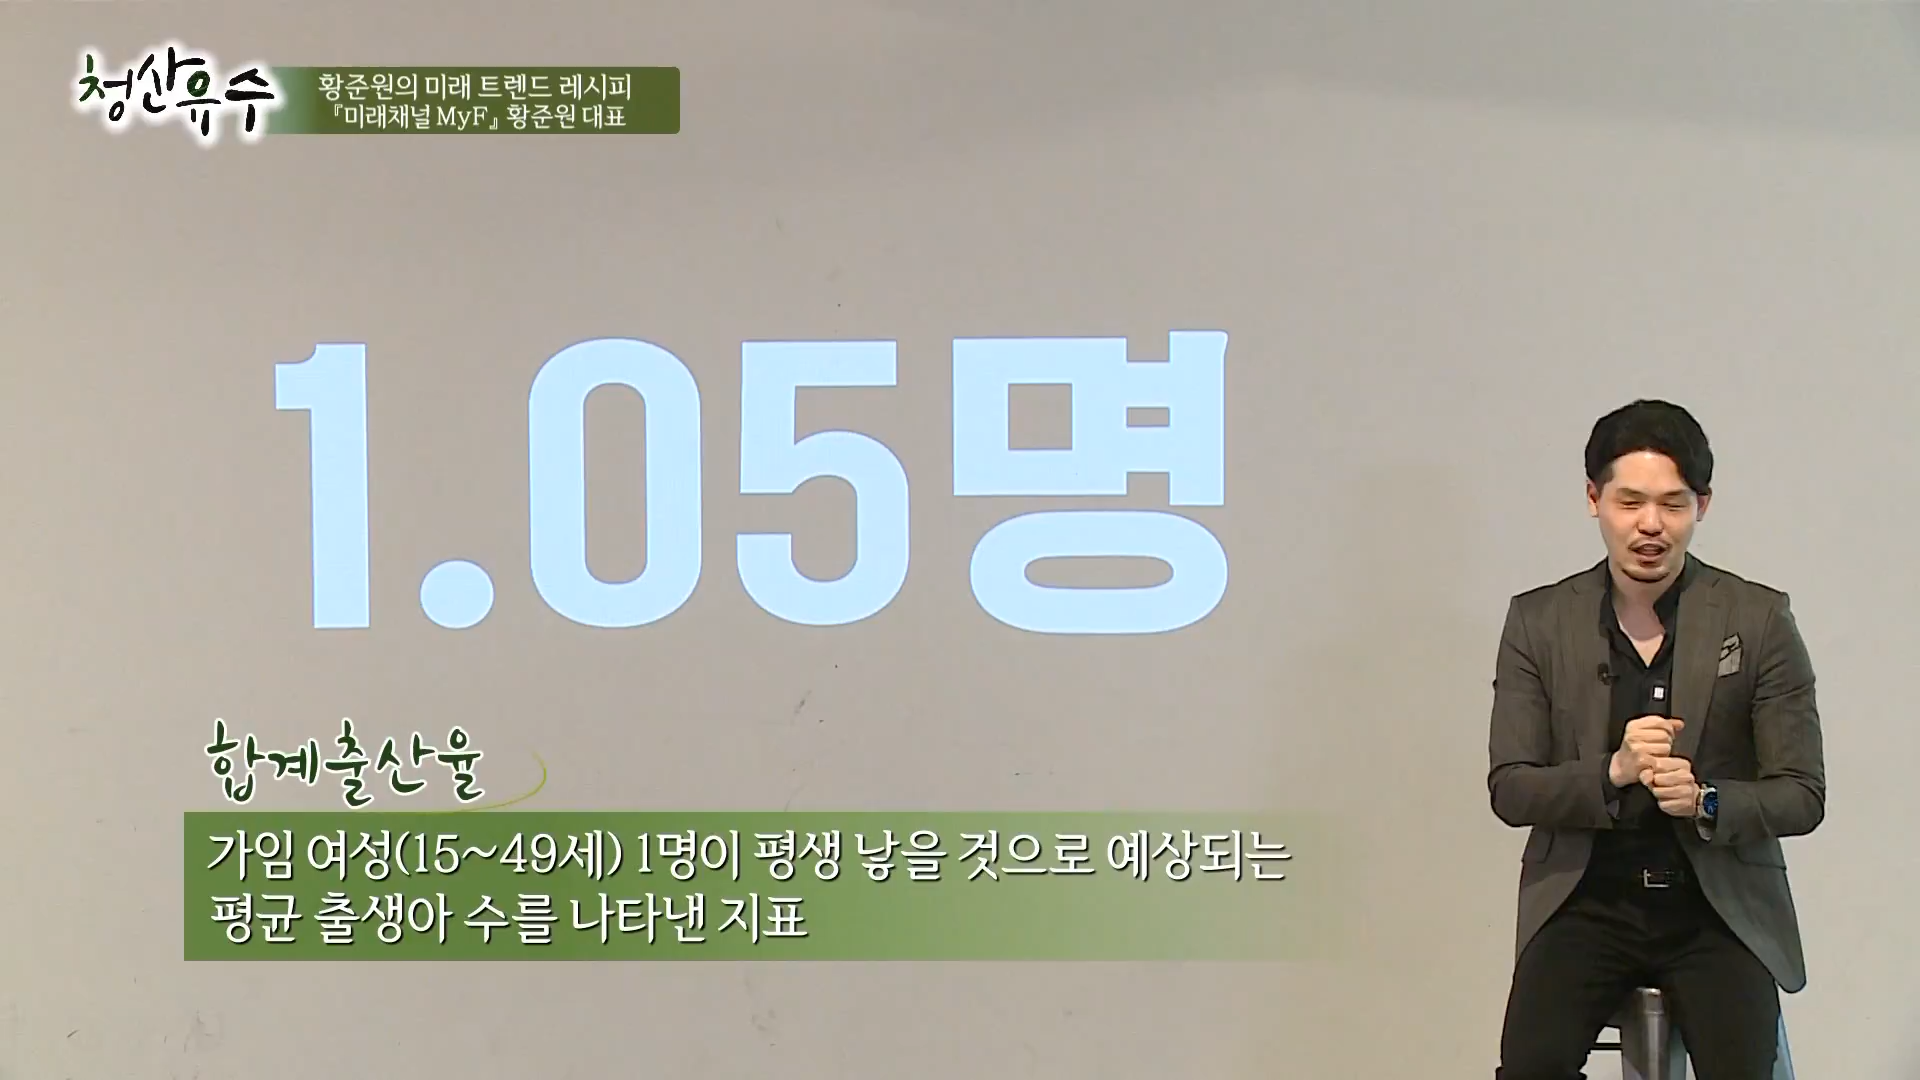 청산유수
황준원의 미래 트렌드 레시피
『미래채널 MyF』 황준원 대표
1.05명
합계출산율
가임 여성(15~49세) 1명이 평생 낳을 것으로 예상되는
평균 출생아 수를 나타낸 지표